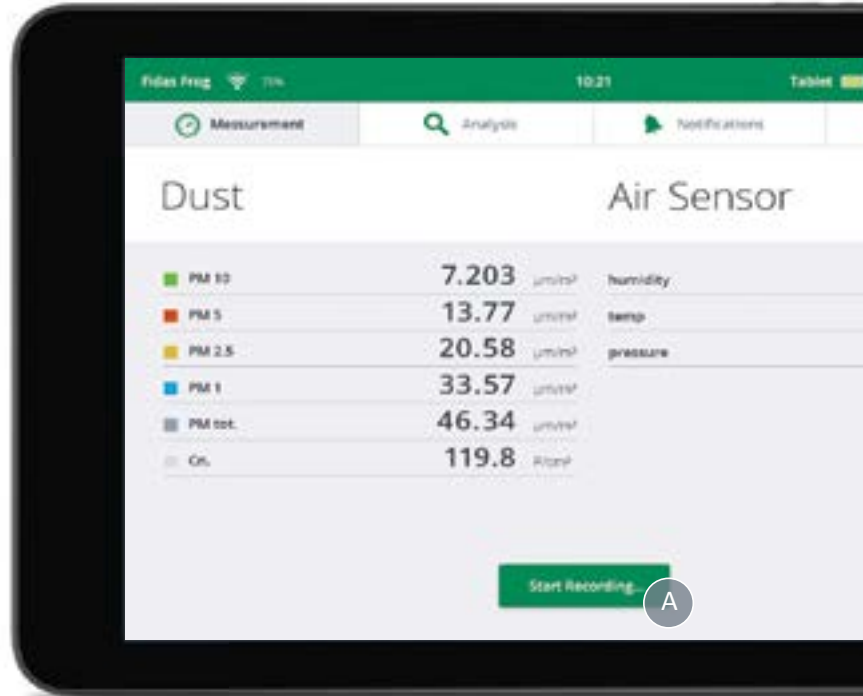 Fidas Frog 10:21 Tablet
Measurement Analysis Notifications
Dust Air Sensor
PM 10 7.203 humidity
PM 5 13.77 temp
PM 2.5 20.58 pressure
PM 1 33.57
PM tot. 46.34
Cn. 119.8
Start Recording...
A